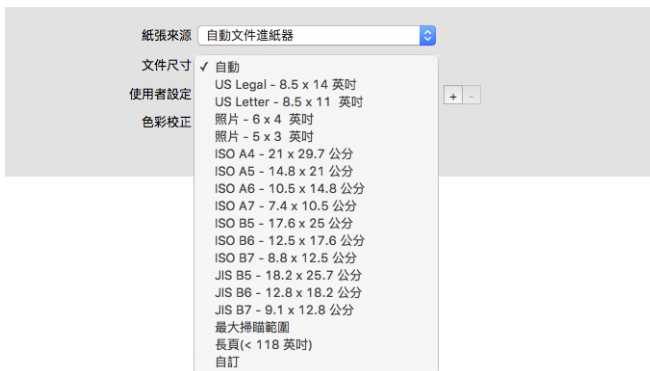 紙張來源 自動文件進紙器
文件尺寸 ✓ 自動
US Legal - 8.5 x 14 英吋
使用者設定 US Letter - 8.5 x 11 英吋 + -
色彩校正 照片 - 6 x 4 英吋
照片 - 5 x 3 英吋
ISO A4 - 21 x 29.7 公分
ISO A5 - 14.8 x 21 公分
ISO A6 - 10.5 x 14.8 公分
ISO A7 - 7.4 x 10.5 公分
ISO B5 - 17.6 x 25 公分
ISO B6 - 12.5 x 17.6 公分
ISO B7 - 8.8 x 12.5 公分
JIS B5 - 18.2 x 25.7 公分
JIS B6 - 12.8 x 18.2 公分
JIS B7 - 9.1 x 12.8 公分
最大掃瞄範圍
長頁(< 118 英吋)
自訂